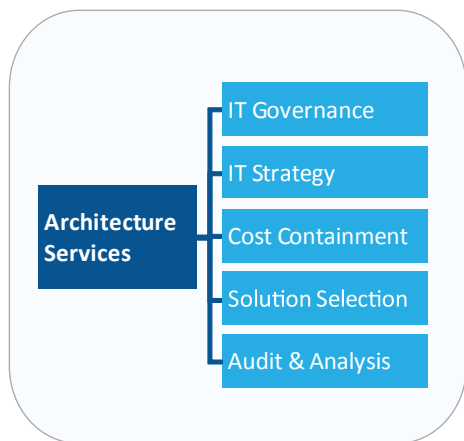 Architecture
Services
IT Governance
IT Strategy
Cost Containment
Solution Selection
Audit & Analysis